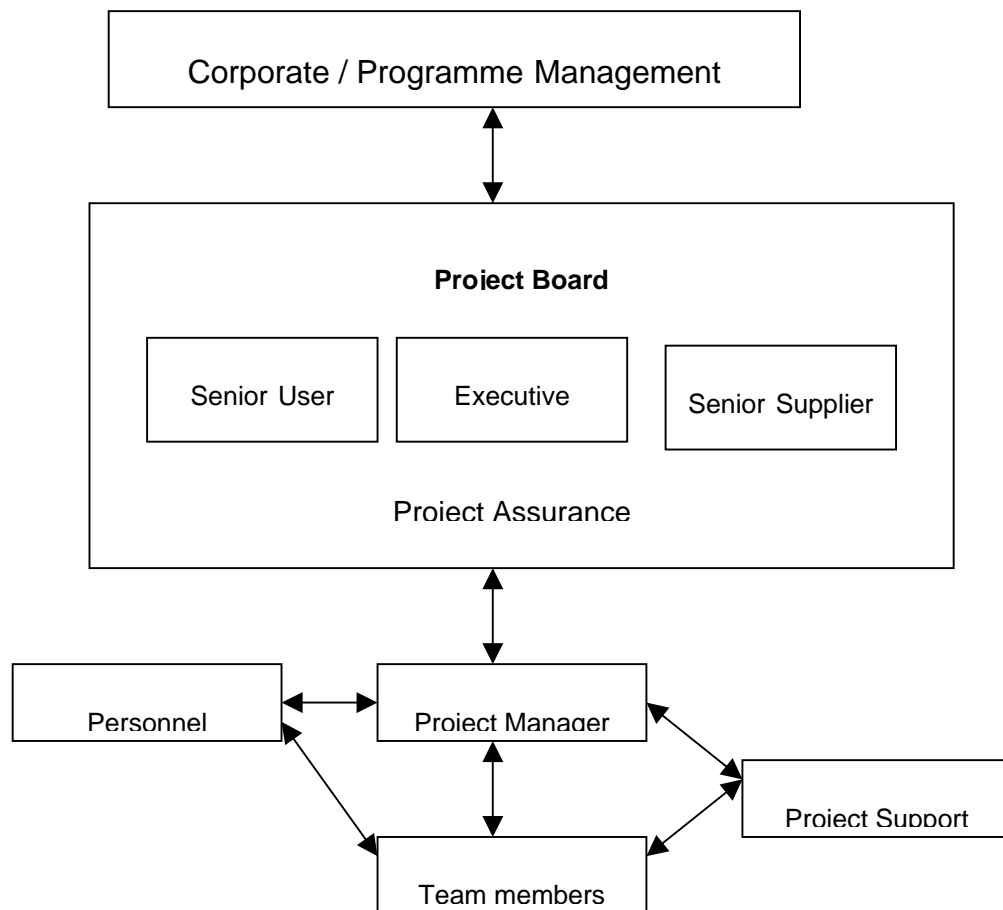 Corporate / Programme Management
Project Board
Senior User
Executive
Senior Supplier
Project Assurance
Personnel
Project Manager
Project Support
Team members